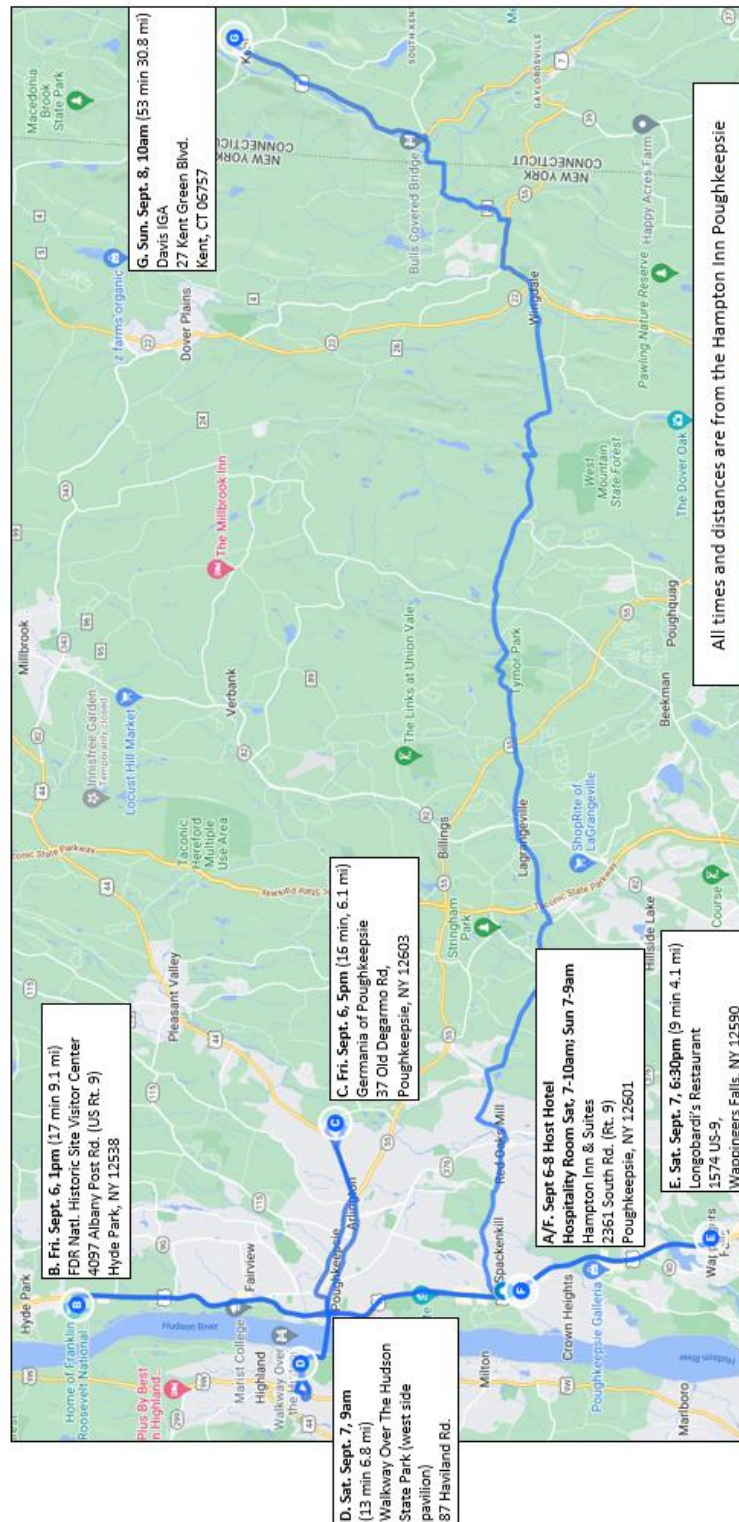 B. Fri. Sept. 6, 1pm (17 min 9.1 mi)
FDR Natl. Historic Site Visitor Center
4097 Albany Post Rd. (US Rt. 9)
Hyde Park, NY 12538
G. Sun. Sept. 8, 10am (53 min 30.8 mi)
Davis IGA
27 Kent Green Blvd.
Kent, CT 06757
C. Fri. Sept. 6, 5pm (16 min, 6.1 mi)
Germania of Poughkeepsie
37 Old Degarmo Rd,
Poughkeepsie, NY 12603
D. Sat. Sept. 7, 9am
(13 min 6.8 mi)
Walkway Over The Hudson
State Park (west side
pavilion)
87 Haviland Rd.
A/F. Sept 6-8 Host Hotel
Hospitality Room Sat, 7-10am; Sun 7-9am
Hampton Inn & Suites
2361 South Rd. (Rt. 9)
Poughkeepsie, NY 12601
E. Sat. Sept. 7, 6:30pm (9 min 4.1 mi)
Longobardi's Restaurant
1574 US-9,
Wappingers Falls, NY 12590
All times and distances are from the Hampton Inn Poughkeepsie
Hyde Park
Home of Franklin
Roosevelt National
B
Plus By Best
n Highland
Hudson River
Marist College
Highland
Walkway Over
the H
D
Fairview
Poughkeepsie
Arlington
C
Pleasant Valley
Taconic
Hereford
Multiple
Use Area
Innisfree Garden
Temporarily closed
Locust Hill Market
Millbrook
Verbank
The Millbrook Inn
z farms organic
Dover Plains
Macedonia
Brook
State Park
G
SOUTH KENT
Bulls Covered Bridge
NEW YORK
CONNECTICUT
NEW YORK
CONNECTICUT
GAYLORDSVILLE
Happy Acres Farm
Wingdale
Pawling Nature Reserve
The Dover Oak
West
Mountain
State Forest
Tymor Park
The Links at Union Vale
Billings
Lagrangeville
ShopRite of
LaGrangeville
Stringham
Park
Taconic State Parkway
Poughquag
Beekman
Hillside Lake
Course
Red Oaks Mill
Spackenkill
F
Milton
Crown Heights
Poughkeepsie Galleria
E
Marlboro
Hudson River